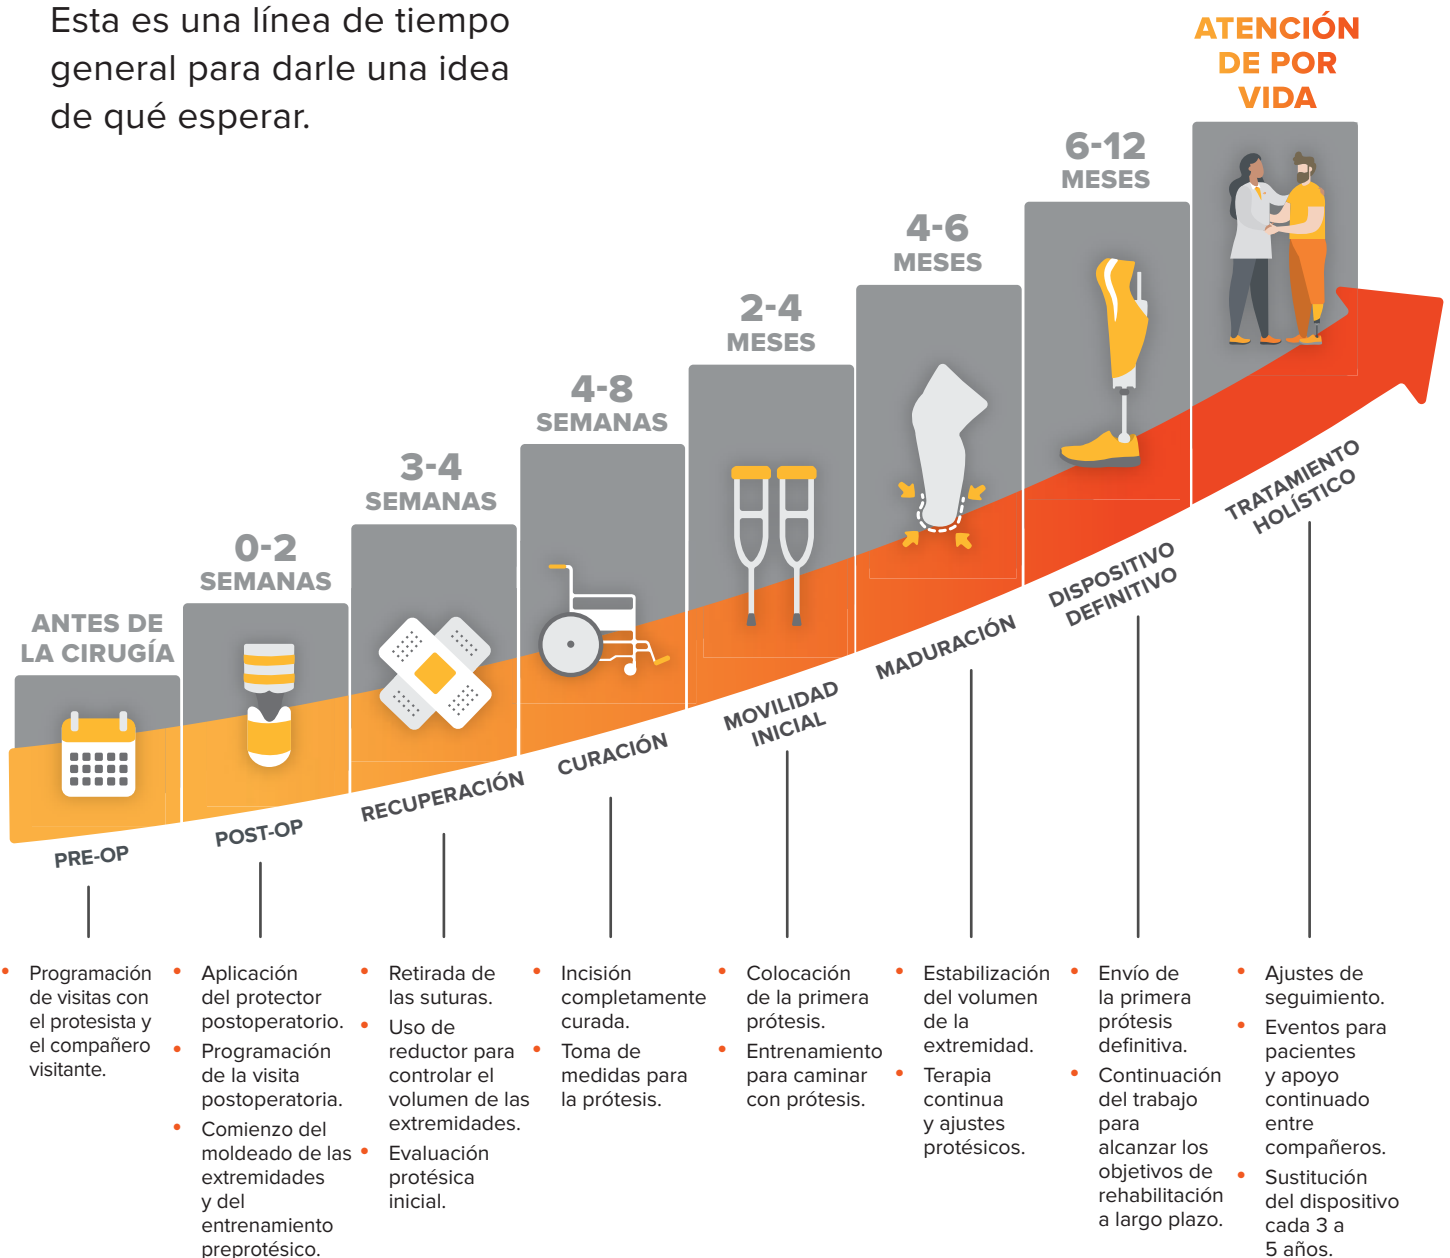 Esta es una línea de tiempo
general para darle una idea
de qué esperar.
ANTES DE
LA CIRUGÍA
0-2
SEMANAS
3-4
SEMANAS
4-8
SEMANAS
2-4
MESES
4-6
MESES
6-12
MESES
ATENCIÓN
DE POR
VIDA
PRE-OP
POST-OP
RECUPERACIÓN
CURACIÓN
MOVILIDAD
INICIAL
MADURACIÓN
DISPOSITIVO
DEFINITIVO
TRATAMIENTO
HOLÍSTICO
• Programación
de visitas con
el protesista y
el compañero
visitante.
• Aplicación
del protector
postoperatorio.
• Programación
de la visita
postoperatoria.
• Comienzo del
moldeado de las
extremidades
y del
entrenamiento
preprotésico.
• Retirada de
las suturas.
• Uso de
reductor para
controlar el
volumen de las
extremidades.
• Evaluación
protésica
inicial.
• Incisión
completamente
curada.
• Toma de
medidas para
la prótesis.
• Colocación
de la primera
prótesis.
• Entrenamiento
para caminar
con prótesis.
• Estabilización
del volumen
de la
extremidad.
• Terapia
continua
y ajustes
protésicos.
• Envío de
la primera
prótesis
definitiva.
• Continuación
del trabajo
para
alcanzar los
objetivos de
rehabilitación
a largo plazo.
• Ajustes de
seguimiento.
• Eventos para
pacientes
y apoyo
continuado
entre
compañeros.
• Sustitución
del dispositivo
cada 3 a
5 años.